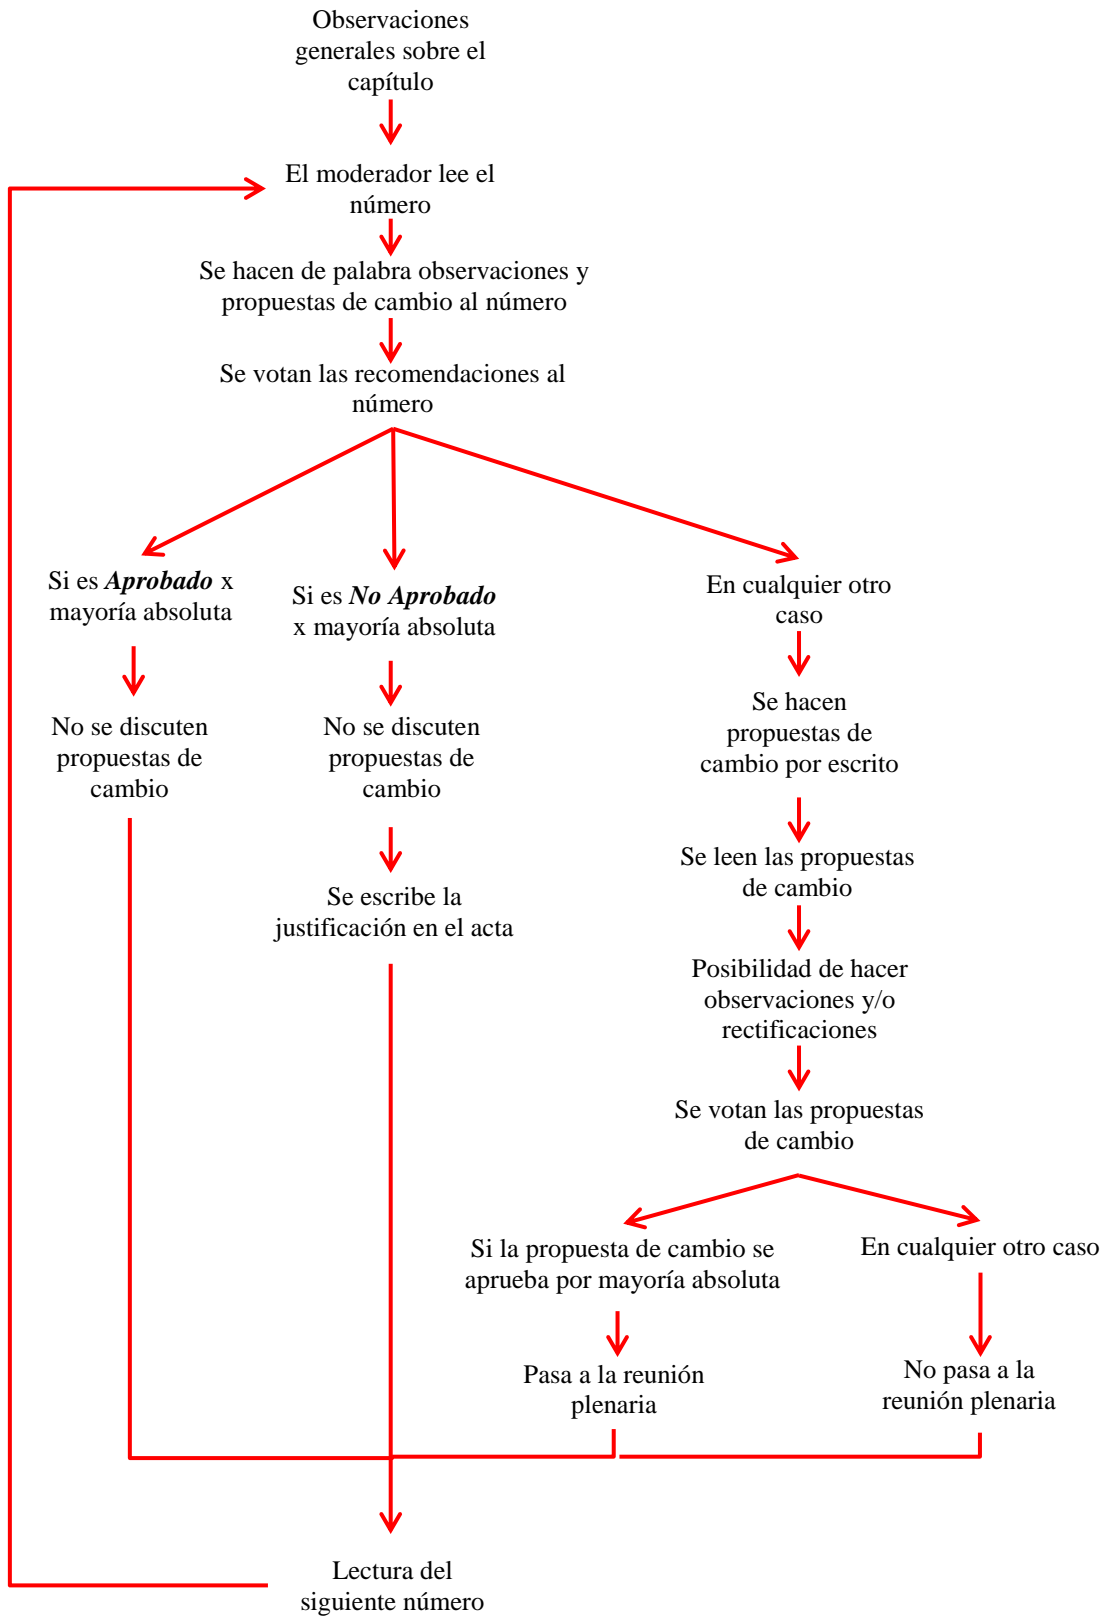 Observaciones
generales sobre el
capítulo
El moderador lee el
número
Se hacen de palabra observaciones y
propuestas de cambio al número
Se votan las recomendaciones al
número
Si es Aprobado x
mayoría absoluta
No se discuten
propuestas de
cambio
Si es No Aprobado
x mayoría absoluta
No se discuten
propuestas de
cambio
Se escribe la
justificación en el acta
En cualquier otro
caso
Se hacen
propuestas de
cambio por escrito
Se leen las propuestas
de cambio
Posibilidad de hacer
observaciones y/o
rectificaciones
Se votan las propuestas
de cambio
Si la propuesta de cambio se
aprueba por mayoría absoluta
Pasa a la reunión
plenaria
En cualquier otro caso
No pasa a la
reunión plenaria
Lectura del
siguiente número